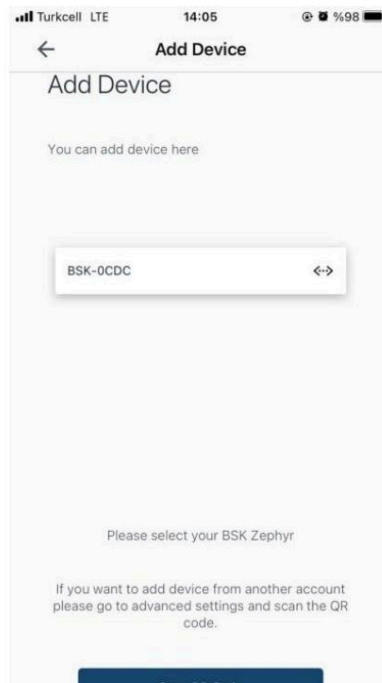 Turkcell LTE 14:05 %98
Add Device
Add Device
You can add device here
BSK-0CDC
Please select your BSK Zephyr
If you want to add device from another account
please go to advanced settings and scan the QR
code.